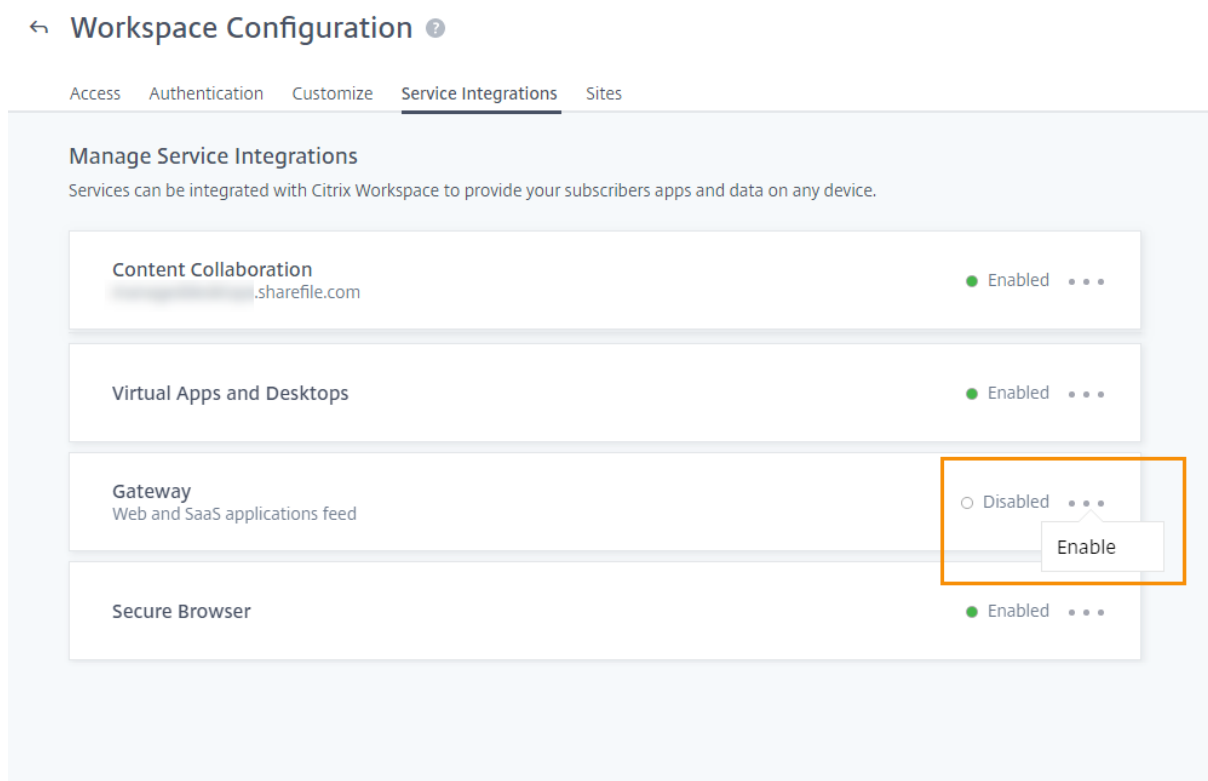 Workspace Configuration ?
Access Authentication Customize Service Integrations Sites
Manage Service Integrations
Services can be integrated with Citrix Workspace to provide your subscribers apps and data on any device.
Content Collaboration
.sharefile.com
Enabled
Virtual Apps and Desktops
Enabled
Gateway
Web and SaaS applications feed
Disabled
Enable
Secure Browser
Enabled